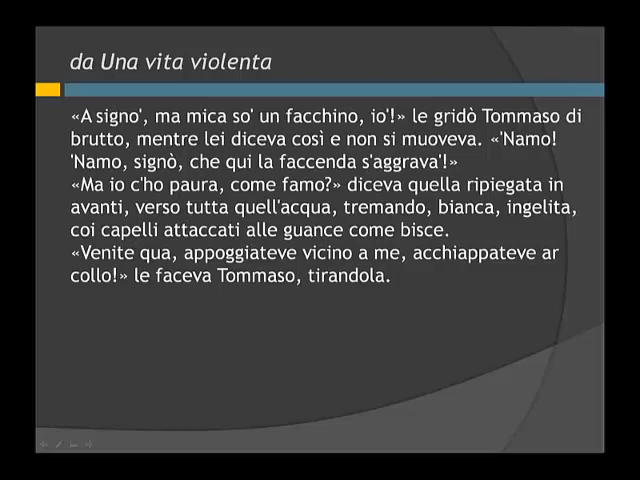 da Una vita violenta
«A signo', ma mica so' un facchino, io'!» le gridò Tommaso di
brutto, mentre lei diceva così e non si muoveva. «'Namo!
'Namo, signò, che qui la faccenda s'aggrava'!»
«Ma io c'ho paura, come famo?» diceva quella ripiegata in
avanti, verso tutta quell'acqua, tremando, bianca, ingelita,
coi capelli attaccati alle guance come bisce.
«Venite qua, appoggiateve vicino a me, acchiappateve ar
collo!» le faceva Tommaso, tirandola.